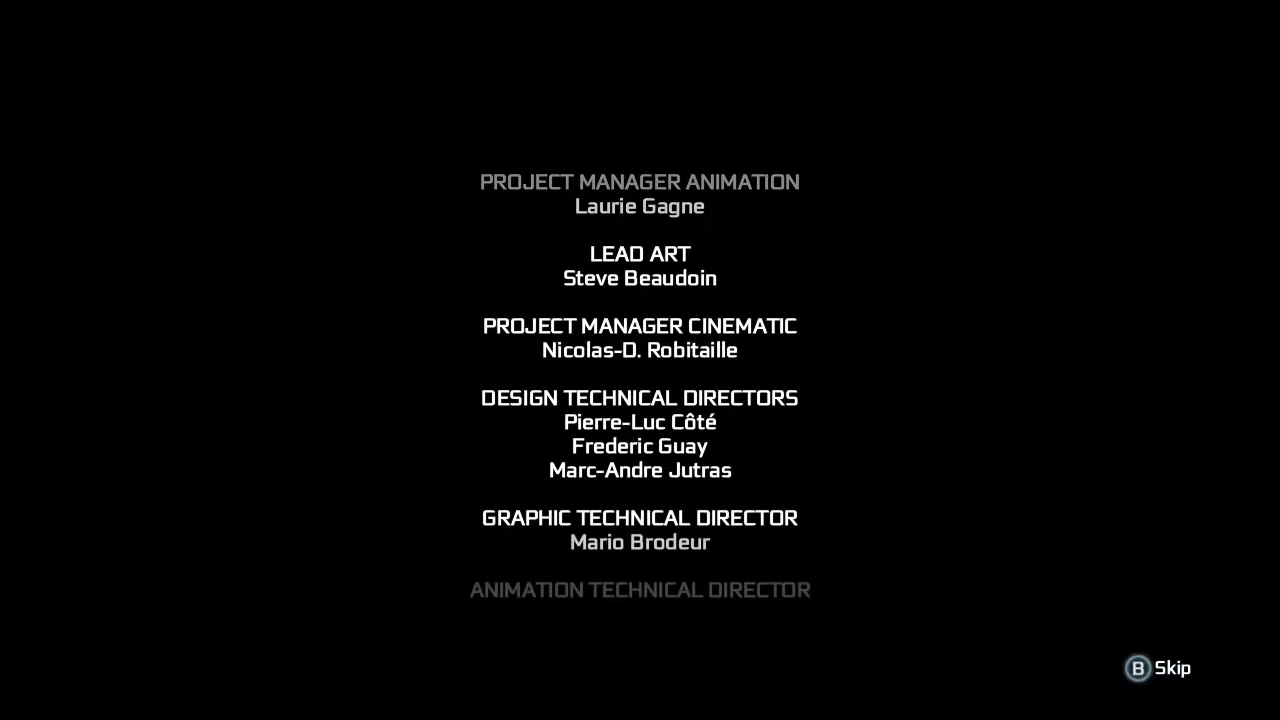 PROJECT MANAGER ANIMATION
Laurie Gagne
LEAD ART
Steve Beaudoin
PROJECT MANAGER CINEMATIC
Nicolas-D. Robitaille
DESIGN TECHNICAL DIRECTORS
Pierre-Luc Côté
Frederic Guay
Marc-Andre Jutras
GRAPHIC TECHNICAL DIRECTOR
Mario Brodeur
ANIMATION TECHNICAL DIRECTOR
B Skip